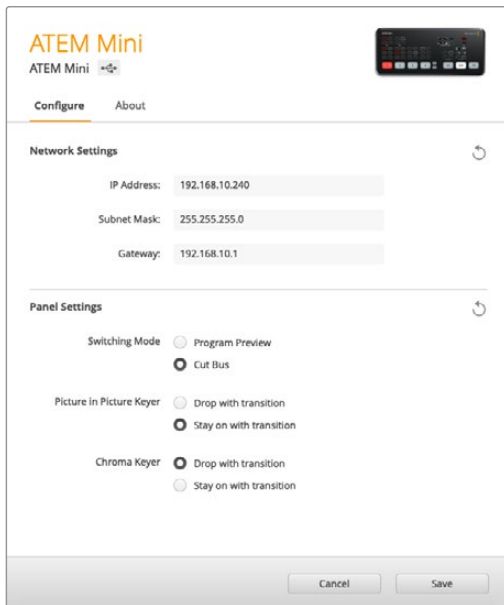 ATEM Mini
ATEM Mini
Configure About
Network Settings
IP Address: 192.168.10.240
Subnet Mask: 255.255.255.0
Gateway: 192.168.10.1
Panel Settings
Switching Mode Program Preview
Cut Bus
Picture in Picture Keyer Drop with transition
Stay on with transition
Chroma Keyer Drop with transition
Stay on with transition
Cancel Save